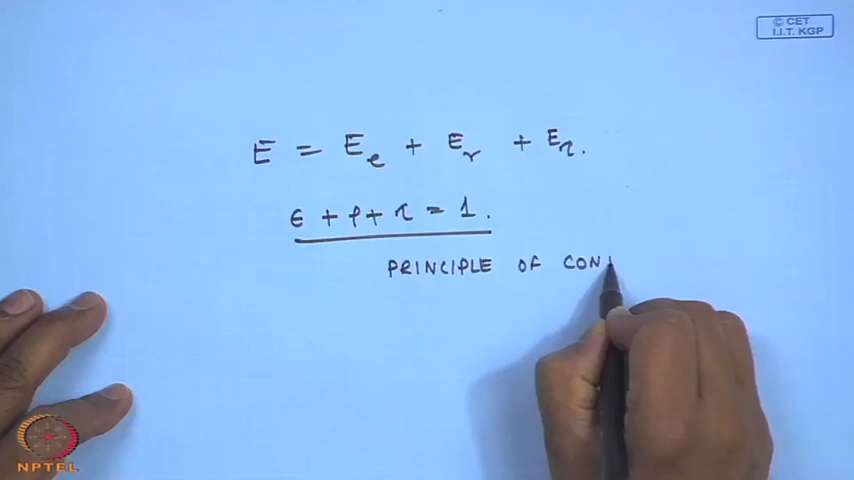 © CET
I.I.T. KGP
E = E_e + E_r + E_τ.
ϵ + ρ + τ = 1.
PRINCIPLE OF CON
NPTEL